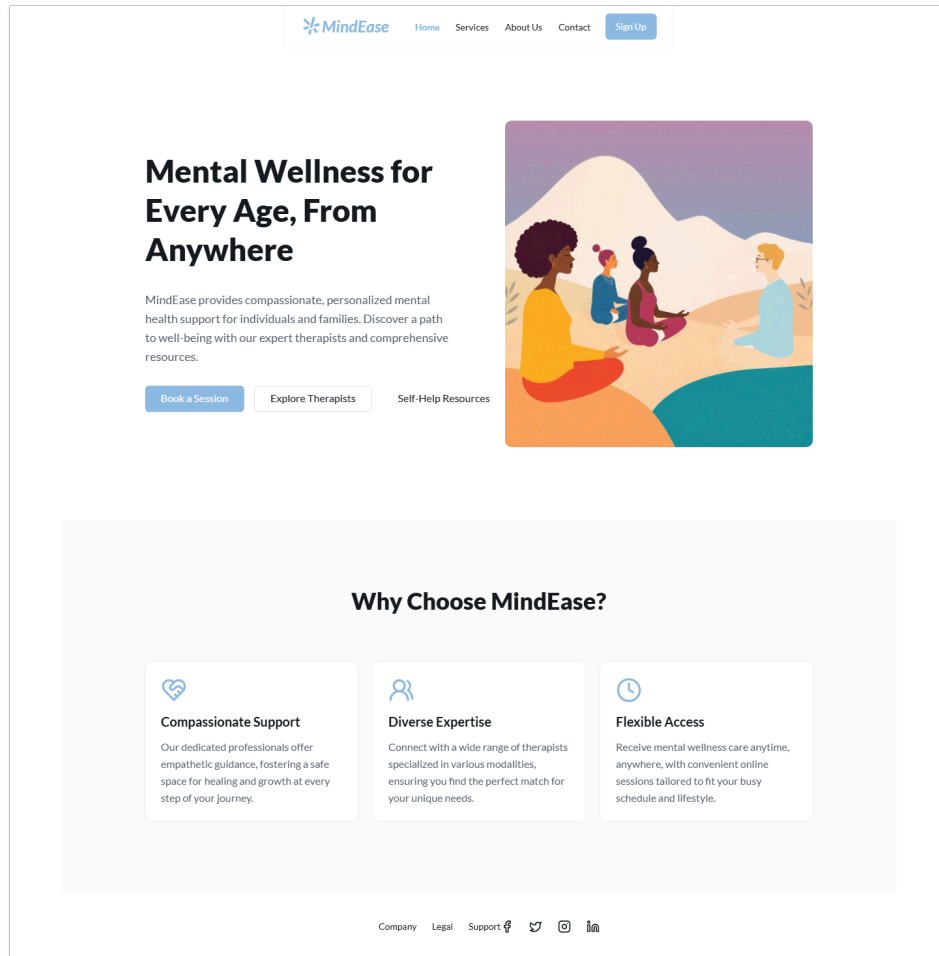 MindEase Home Services About Us Contact Sign Up
Mental Wellness for
Every Age, From
Anywhere
MindEase provides compassionate, personalized mental
health support for individuals and families. Discover a path
to well-being with our expert therapists and comprehensive
resources.
Book a Session Explore Therapists Self-Help Resources
Why Choose MindEase?
Compassionate Support
Our dedicated professionals offer
empathetic guidance, fostering a safe
space for healing and growth at every
step of your journey.
Diverse Expertise
Connect with a wide range of therapists
specialized in various modalities,
ensuring you find the perfect match for
your unique needs.
Flexible Access
Receive mental wellness care anytime,
anywhere, with convenient online
sessions tailored to fit your busy
schedule and lifestyle.
Company Legal Support